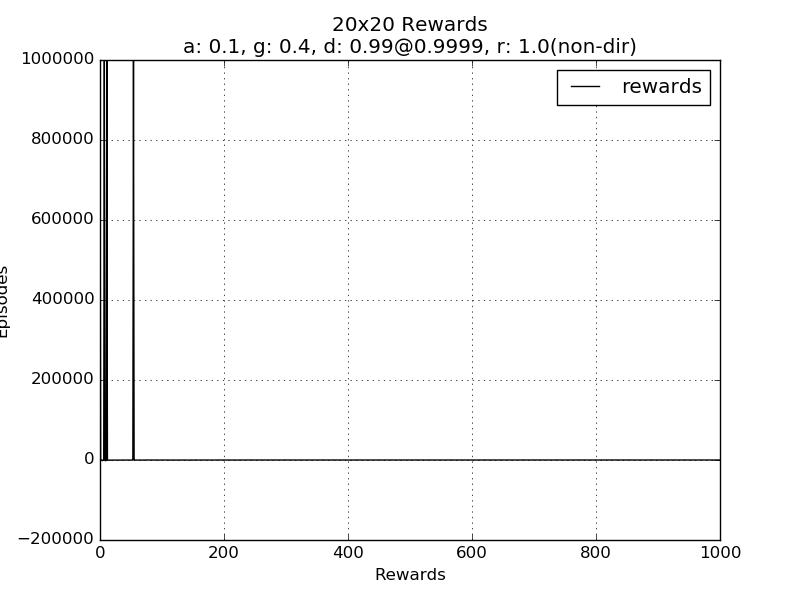 20x20 Rewards
a: 0.1, g: 0.4, d: 0.99@0.9999, r: 1.0(non-dir)
rewards
1000000
800000
600000
400000
200000
0
−200000
Episodes
0 200 400 600 800 1000
Rewards